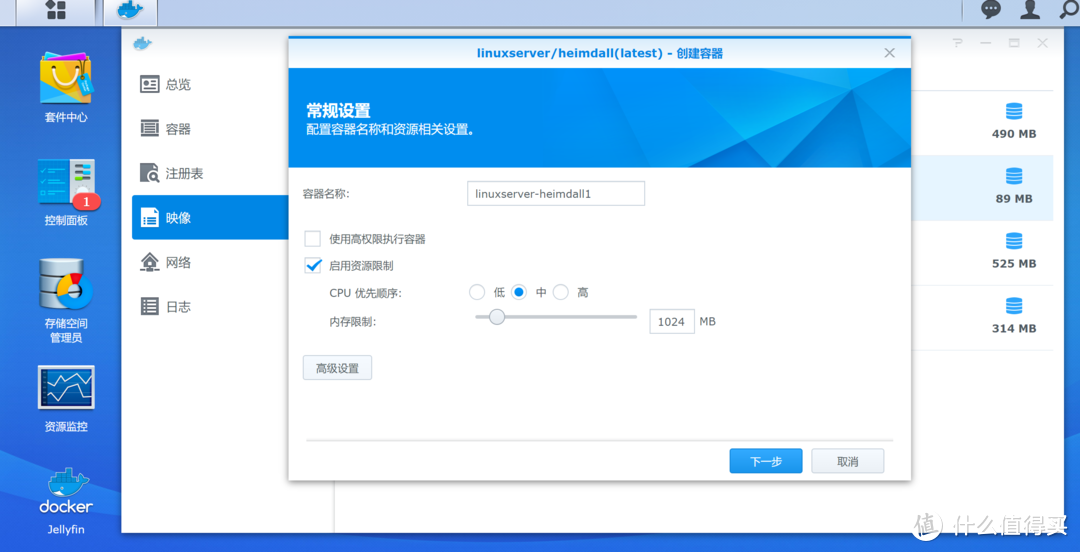 linuxserver/heimdall(latest) - 创建容器
常规设置
配置容器名称和资源相关设置。
容器名称:
linuxserver-heimdall1
使用高权限执行容器
启用资源限制
CPU 优先顺序:
低
中
高
内存限制:
1024
MB
高级设置
下一步
取消
总览
容器
注册表
映像
网络
日志
490 MB
89 MB
525 MB
314 MB
套件中心
1
控制面板
存储空间
管理员
资源监控
docker
Jellyfin
值 什么值得买